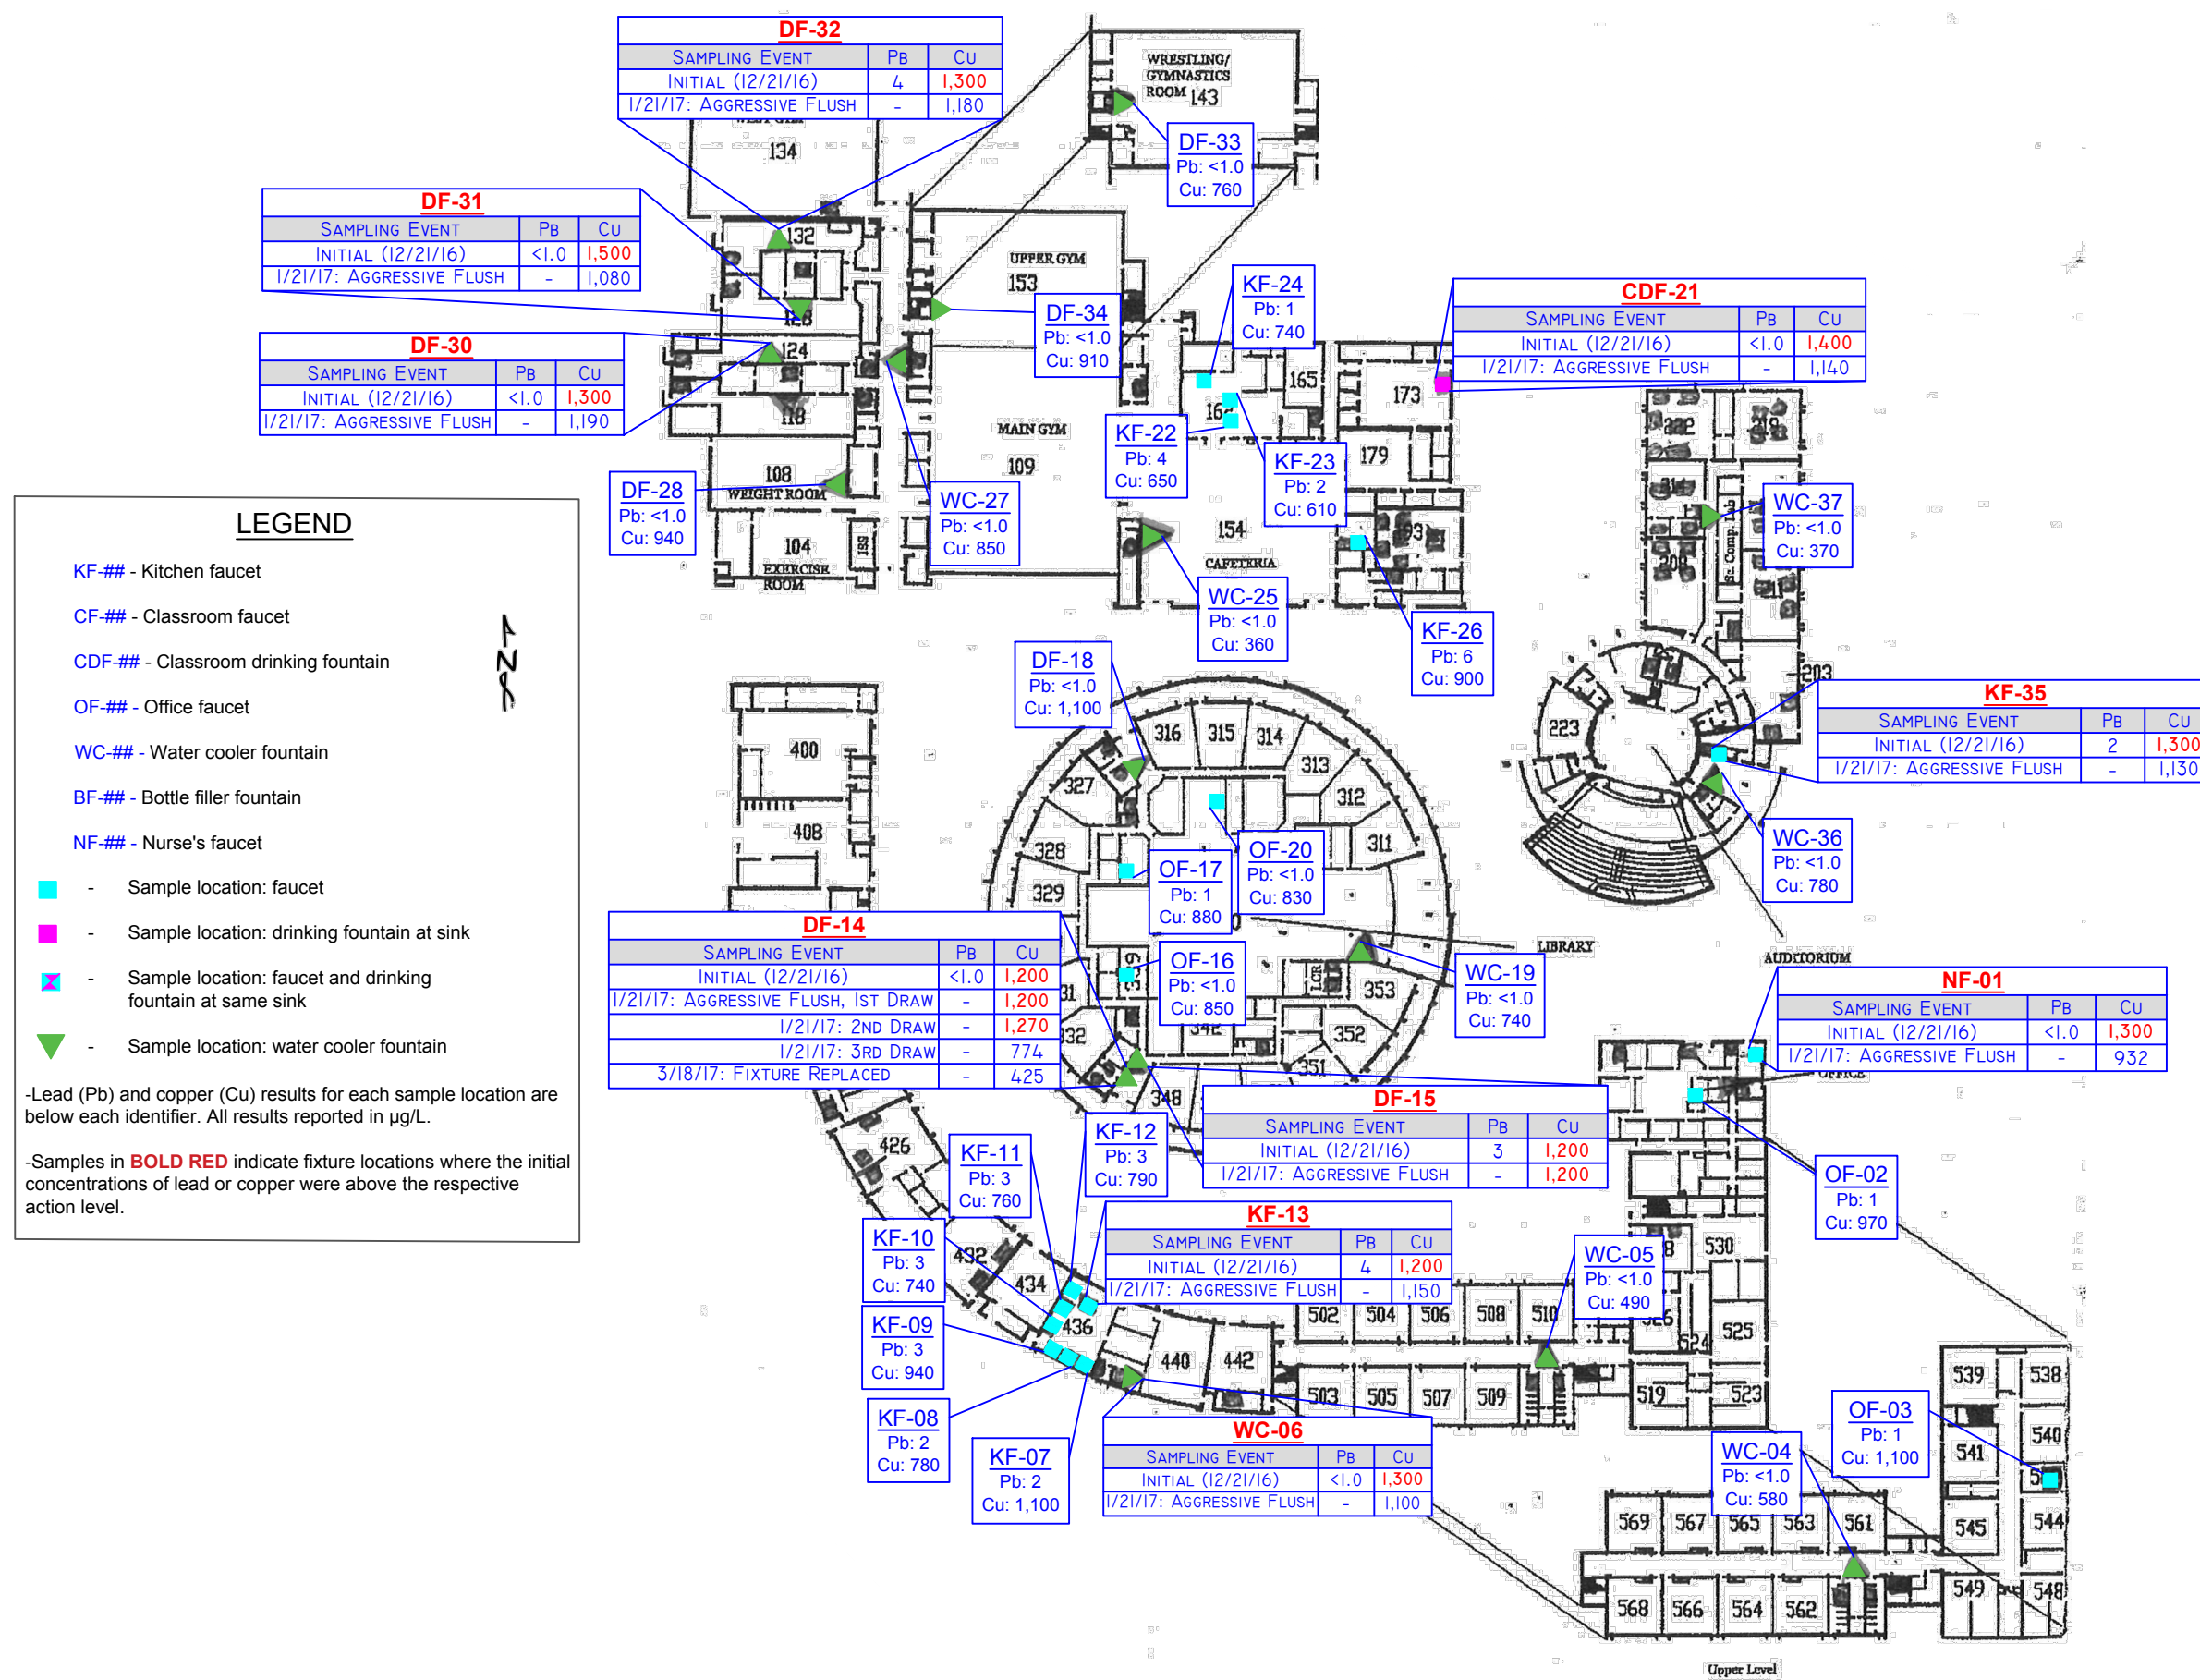 DF-32
SAMPLING EVENT PB CU
INITIAL (12/21/16) 4 1,300
1/21/17: AGGRESSIVE FLUSH - 1,180
WRESTLING/
GYMNASTICS
ROOM 143
134
DF-33
Pb: <1.0
Cu: 760
DF-31
SAMPLING EVENT PB CU
INITIAL (12/21/16) <1.0 1,500
1/21/17: AGGRESSIVE FLUSH - 1,080
132
128
UPPER GYM
153
DF-34
Pb: <1.0
Cu: 910
KF-24
Pb: 1
Cu: 740
CDF-21
SAMPLING EVENT PB CU
INITIAL (12/21/16) <1.0 1,400
1/21/17: AGGRESSIVE FLUSH - 1,140
DF-30
SAMPLING EVENT PB CU
INITIAL (12/21/16) <1.0 1,300
1/21/17: AGGRESSIVE FLUSH - 1,190
124
118
165
173
179
MAIN GYM
109
KF-22
Pb: 4
Cu: 650
KF-23
Pb: 2
Cu: 610
108
WEIGHT ROOM
DF-28
Pb: <1.0
Cu: 940
WC-27
Pb: <1.0
Cu: 850
104
EXERCISE
ROOM
ISS
154
CAFETERIA
WC-25
Pb: <1.0
Cu: 360
KF-26
Pb: 6
Cu: 900
222
WC-37
Pb: <1.0
Cu: 370
211
203
223
LEGEND
KF-## - Kitchen faucet
CF-## - Classroom faucet
CDF-## - Classroom drinking fountain
OF-## - Office faucet
WC-## - Water cooler fountain
BF-## - Bottle filler fountain
NF-## - Nurse's faucet
- Sample location: faucet
- Sample location: drinking fountain at sink
- Sample location: faucet and drinking
fountain at same sink
- Sample location: water cooler fountain
-Lead (Pb) and copper (Cu) results for each sample location are
below each identifier. All results reported in µg/L.
-Samples in BOLD RED indicate fixture locations where the initial
concentrations of lead or copper were above the respective
action level.
N
DF-18
Pb: <1.0
Cu: 1,100
316
315
314
313
312
311
327
328
329
400
408
KF-35
SAMPLING EVENT PB CU
INITIAL (12/21/16) 2 1,300
1/21/17: AGGRESSIVE FLUSH - 1,130
WC-36
Pb: <1.0
Cu: 780
OF-17
Pb: 1
Cu: 880
OF-20
Pb: <1.0
Cu: 830
LIBRARY
AUDITORIUM
DF-14
SAMPLING EVENT PB CU
INITIAL (12/21/16) <1.0 1,200
1/21/17: AGGRESSIVE FLUSH, 1ST DRAW - 1,200
1/21/17: 2ND DRAW - 1,270
1/21/17: 3RD DRAW - 774
3/18/17: FIXTURE REPLACED - 425
OF-16
Pb: <1.0
Cu: 850
WC-19
Pb: <1.0
Cu: 740
353
352
351
342
348
NF-01
SAMPLING EVENT PB CU
INITIAL (12/21/16) <1.0 1,300
1/21/17: AGGRESSIVE FLUSH - 932
OFFICE
DF-15
SAMPLING EVENT PB CU
INITIAL (12/21/16) 3 1,200
1/21/17: AGGRESSIVE FLUSH - 1,200
OF-02
Pb: 1
Cu: 970
KF-12
Pb: 3
Cu: 790
KF-11
Pb: 3
Cu: 760
KF-10
Pb: 3
Cu: 740
KF-13
SAMPLING EVENT PB CU
INITIAL (12/21/16) 4 1,200
1/21/17: AGGRESSIVE FLUSH - 1,150
426
432
434
436
440
442
KF-09
Pb: 3
Cu: 940
KF-08
Pb: 2
Cu: 780
KF-07
Pb: 2
Cu: 1,100
WC-05
Pb: <1.0
Cu: 490
502 504 506 508 510
503 505 507 509
530
525
524
519
523
WC-06
SAMPLING EVENT PB CU
INITIAL (12/21/16) <1.0 1,300
1/21/17: AGGRESSIVE FLUSH - 1,100
WC-04
Pb: <1.0
Cu: 580
OF-03
Pb: 1
Cu: 1,100
539 538
540
541
545 544
549 548
569 567 565 563 561
568 566 564 562
Upper Level